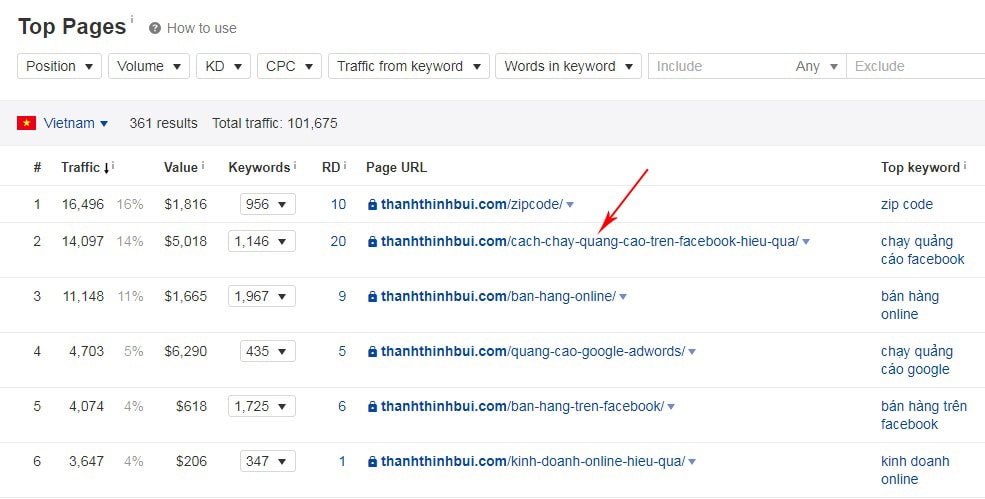 Top Pages i ? How to use
Position Volume KD CPC Traffic from keyword Words in keyword Include Any Exclude
Vietnam 361 results Total traffic: 101,675
# Traffic i Value i Keywords i RD i Page URL Top keyword i
1 16,496 16% $1,816 956 10 thanhthinhbui.com/zipcode/ zip code
2 14,097 14% $5,018 1,146 20 thanhthinhbui.com/cach-chay-quang-cao-tren-facebook-hieu-qua/ chạy quảng
cáo facebook
3 11,148 11% $1,665 1,967 9 thanhthinhbui.com/ban-hang-online/ bán hàng
online
4 4,703 5% $6,290 435 5 thanhthinhbui.com/quang-cao-google-adwords/ chạy quảng
cáo google
5 4,074 4% $618 1,725 6 thanhthinhbui.com/ban-hang-tren-facebook/ bán hàng trên
facebook
6 3,647 4% $206 347 1 thanhthinhbui.com/kinh-doanh-online-hieu-qua/ kinh doanh
online